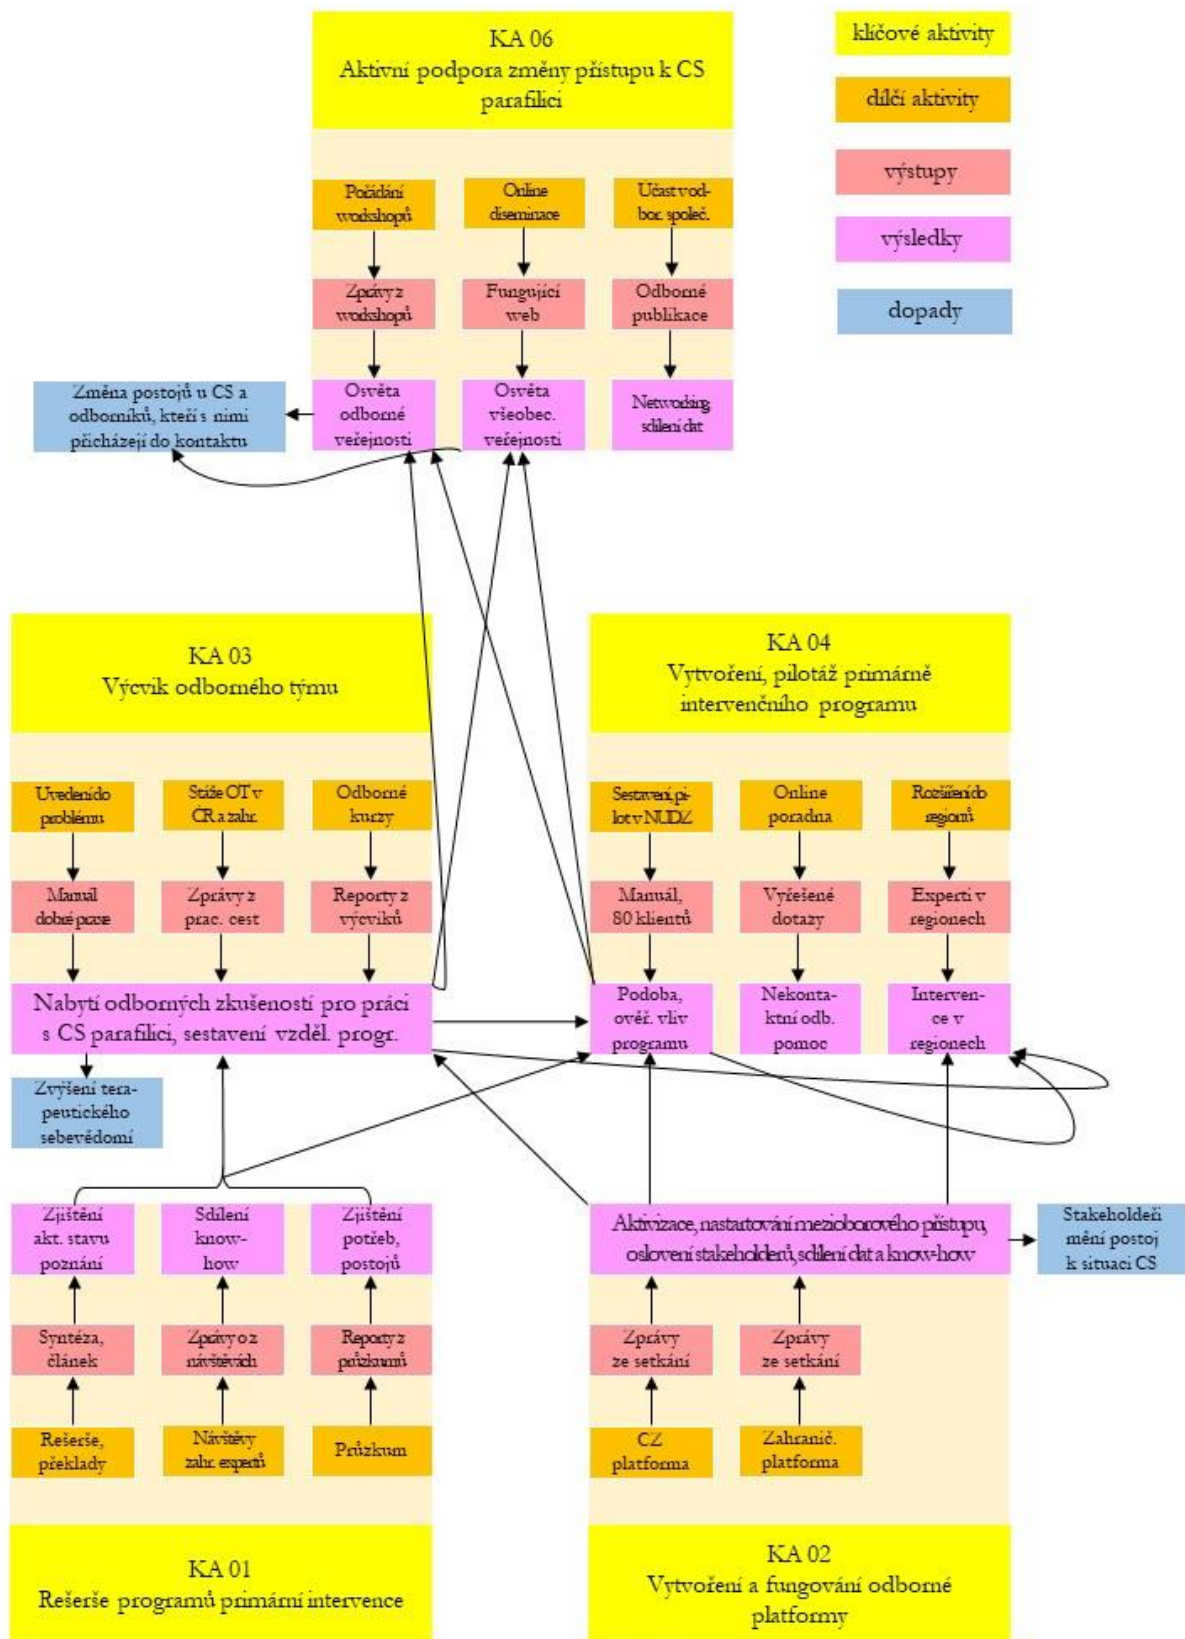 KA 06
Aktivní podpora změny přístupu k CS
parafilici
klíčové aktivity
dílčí aktivity
výstupy
výsledky
dopady
Pořádání
workshopů
Online
diseminace
Účast v od-
bor. společ.
Zprávy z
workshopů
Fungující
web
Odborné
publikace
Změna postojů u CS a
odborníků, kteří s nimi
přicházejí do kontaktu
Osvěta
odborné
veřejnosti
Osvěta
všeobec.
veřejnosti
Networking,
sdílení dat
KA 03
Výcvik odborného týmu
KA 04
Vytvoření, pilotáž primárně
intervenčního programu
Uvedení do
problému
Stáže OT v
ČR a zahr.
Odborné
kurzy
Sestavení, pi-
lot v NUDZ
Online
poradna
Rozšíření do
regionů
Manuál
dobré praxe
Zprávy z
prac. cest
Reporty z
výcviků
Manuál,
80 klientů
Vyřešené
dotazy
Experti v
regionech
Nabytí odborných zkušeností pro práci
s CS parafilici, sestavení vzděl. progr.
Podoba,
ověř. vliv
programu
Nekonta-
ktní odb.
pomoc
Interven-
ce v
regionech
Zvýšení tera-
peutického
sebevědomí
Zjištění
akt. stavu
poznání
Sdílení
know-
how
Zjištění
potřeb,
postojů
Aktivizace, nastartování mezioborového přístupu,
oslovení stakeholderů, sdílení dat a know-how
Stakeholdeři
mění postoj
k situaci CS
Syntéza,
článek
Zprávy o z
návštěvách
Reporty z
průzkumů
Zprávy
ze setkání
Zprávy
ze setkání
Rešerše,
překlady
Návštěvy
zahr. expertů
Průzkum
CZ
platforma
Zahranič.
platforma
KA 01
Rešerše programů primární intervence
KA 02
Vytvoření a fungování odborné
platformy